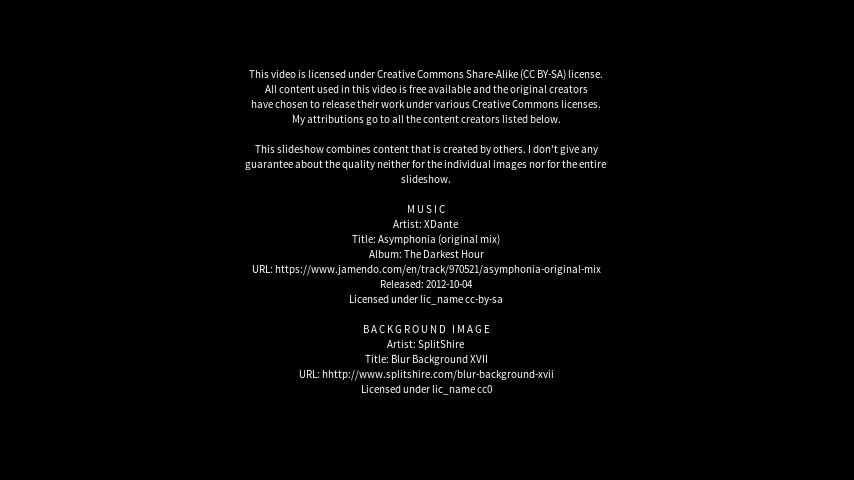 This video is licensed under Creative Commons Share-Alike (CC BY-SA) license.
All content used in this video is free available and the original creators
have chosen to release their work under various Creative Commons licenses.
My attributions go to all the content creators listed below.
This slideshow combines content that is created by others. I don't give any
guarantee about the quality neither for the individual images nor for the entire
slideshow.
MUSIC
Artist: XDante
Title: Asymphonia (original mix)
Album: The Darkest Hour
URL: https://www.jamendo.com/en/track/970521/asymphonia-original-mix
Released: 2012-10-04
Licensed under lic_name cc-by-sa
BACKGROUND IMAGE
Artist: SplitShire
Title: Blur Background XVII
URL: hhttp://www.splitshire.com/blur-background-xvii
Licensed under lic_name cc0